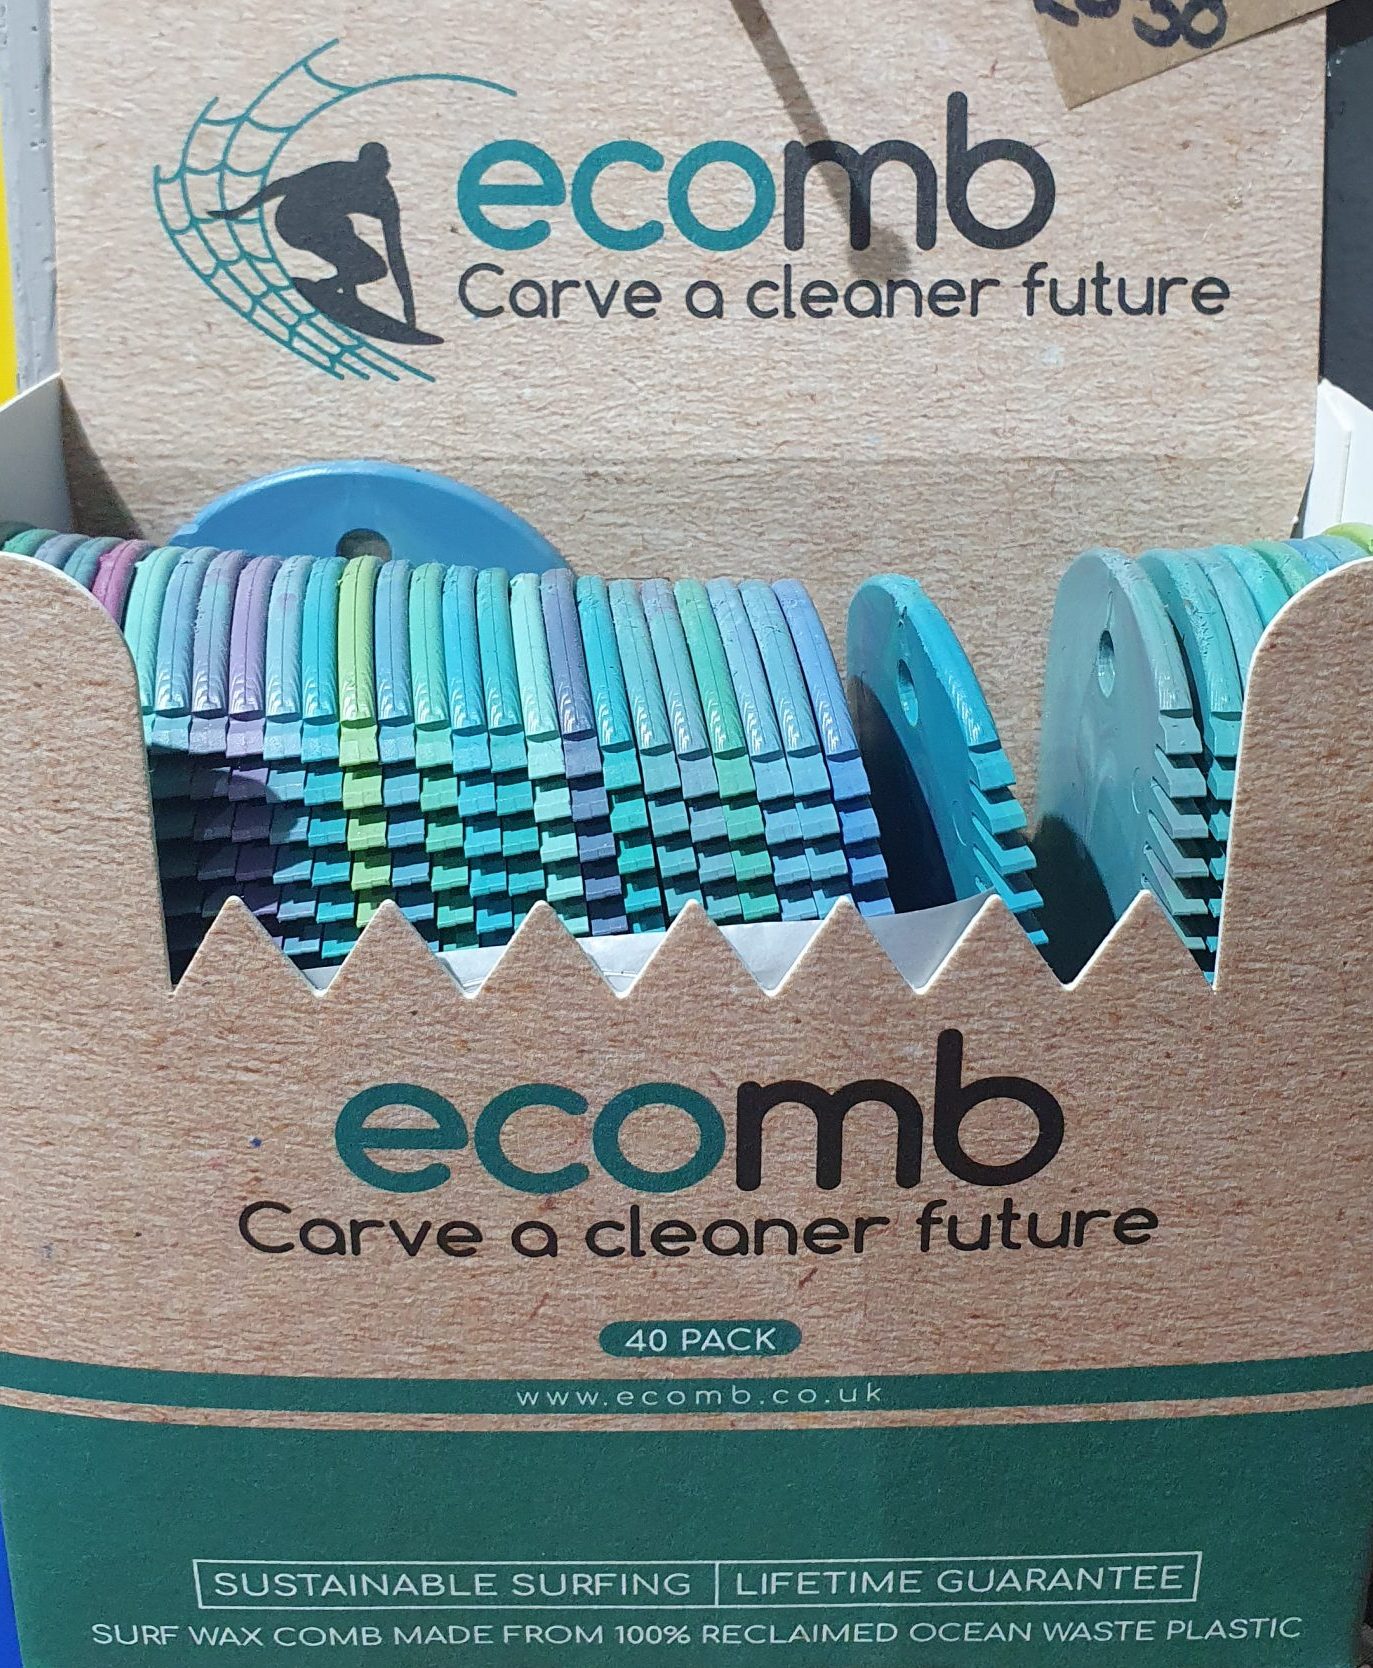 ecomb
Carve a cleaner future
ecomb
Carve a cleaner future
40 PACK
www.ecomb.co.uk
SUSTAINABLE SURFING | LIFETIME GUARANTEE
SURF WAX COMB MADE FROM 100% RECLAIMED OCEAN WASTE PLASTIC